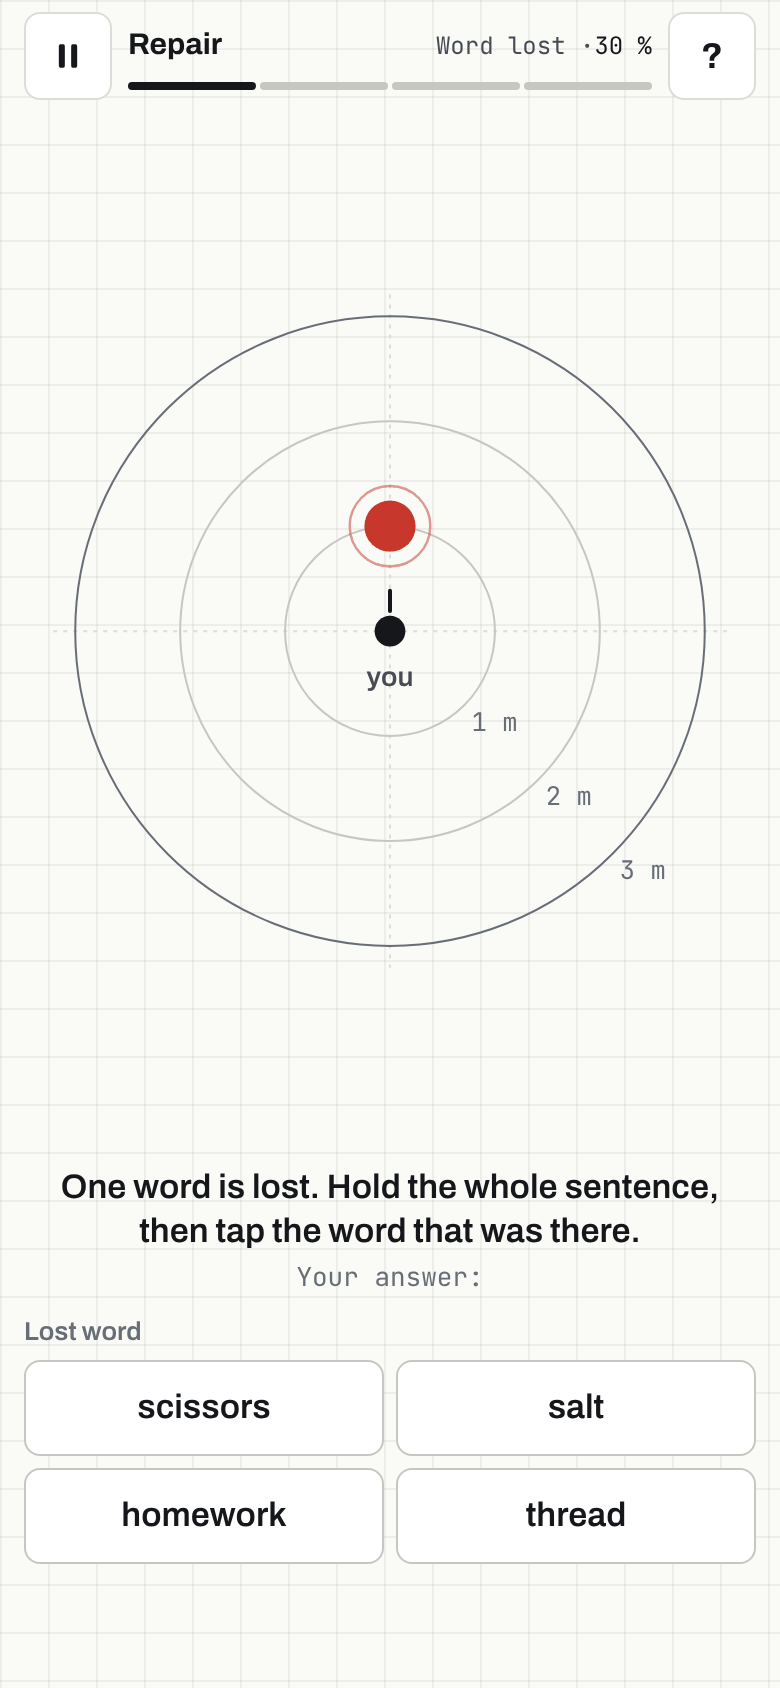 Repair
Word lost ·30 %
?
you
1 m
2 m
3 m
One word is lost. Hold the whole sentence,
then tap the word that was there.
Your answer:
Lost word
scissors
salt
homework
thread